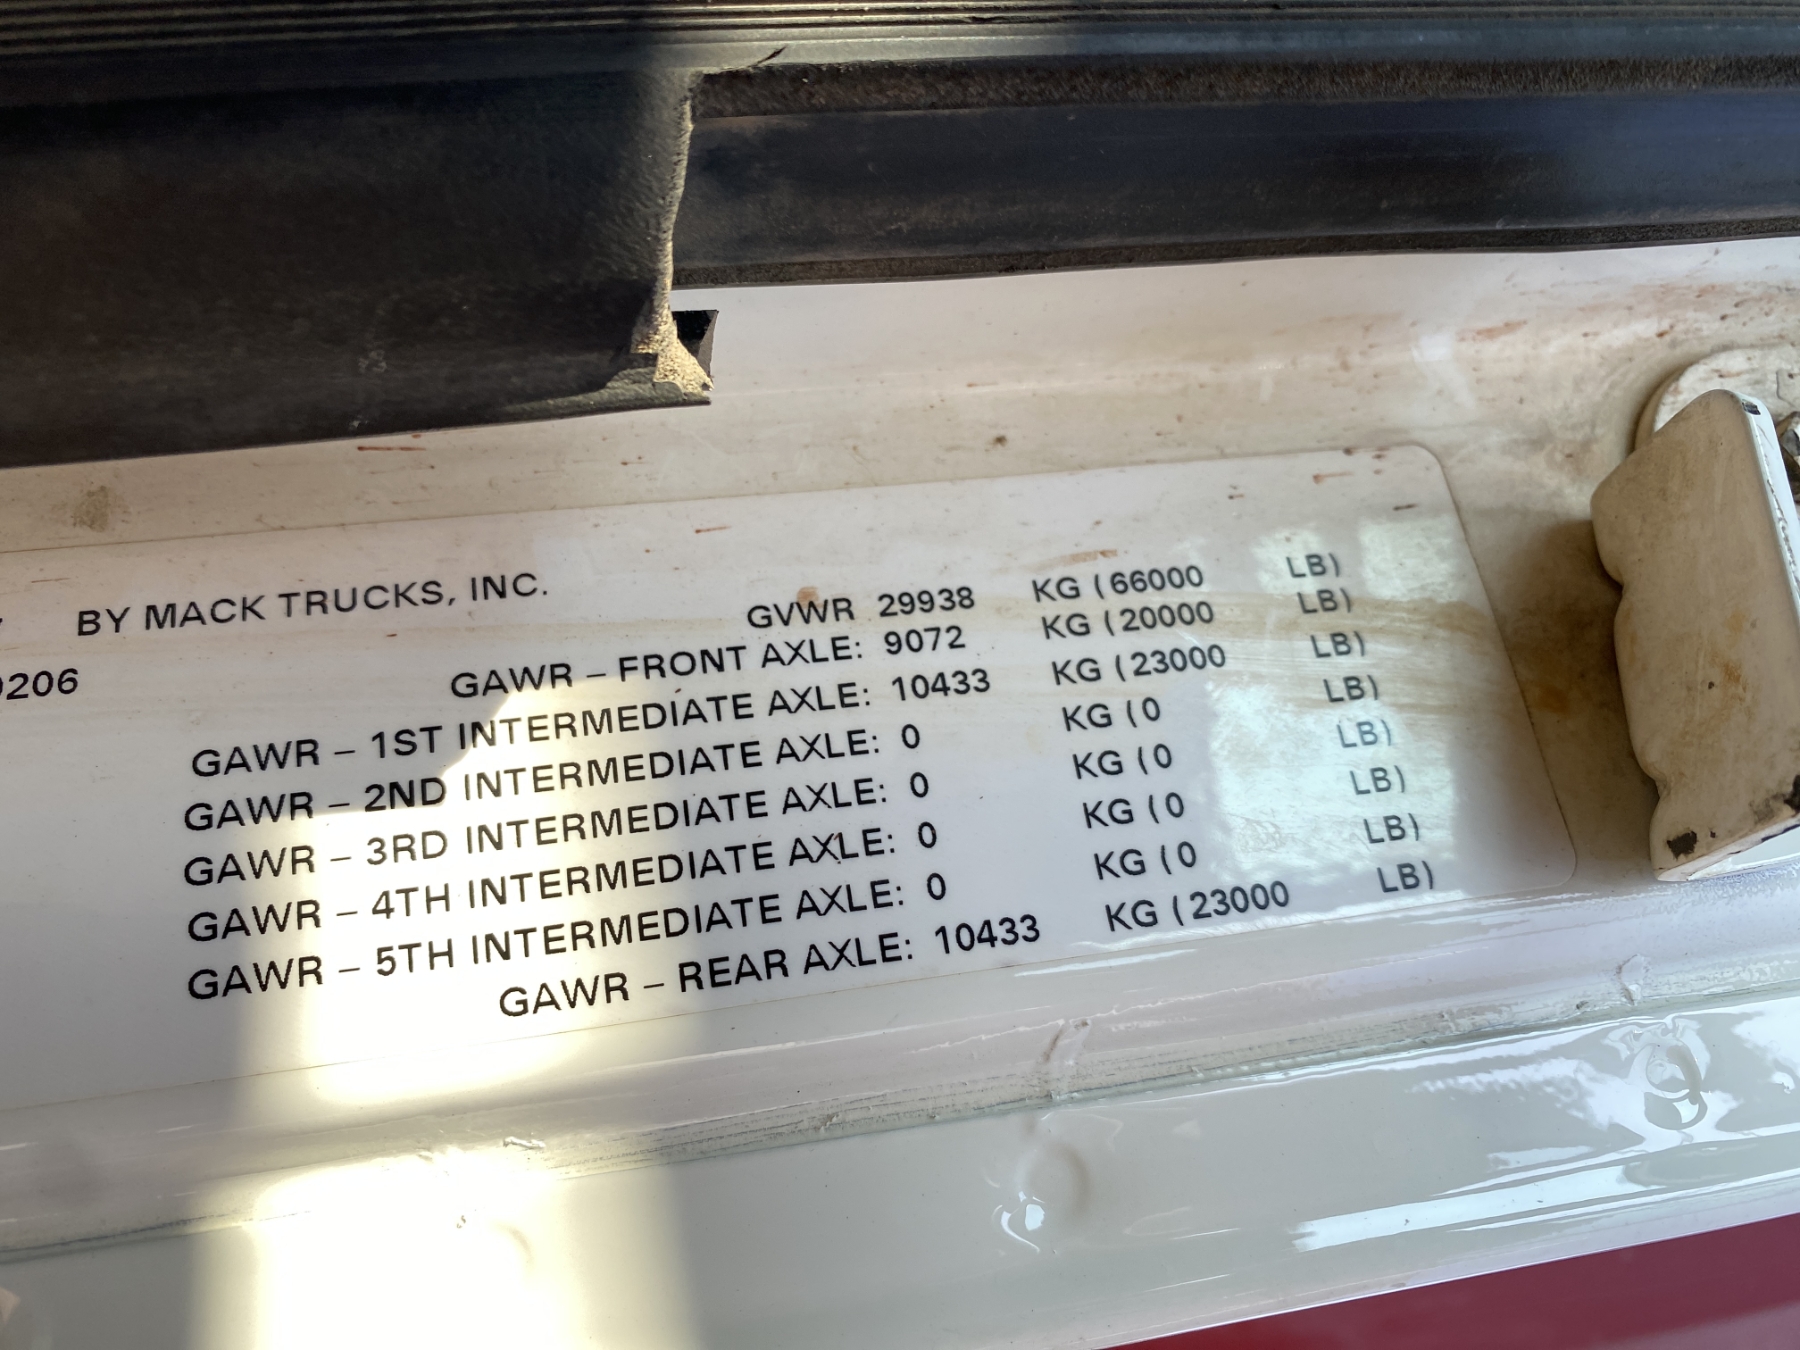 BY MACK TRUCKS, INC.
206
GVWR 29938 KG (66000 LB)
GAWR – FRONT AXLE: 9072 KG (20000 LB)
GAWR – 1ST INTERMEDIATE AXLE: 10433 KG (23000 LB)
GAWR – 2ND INTERMEDIATE AXLE: 0 KG (0 LB)
GAWR – 3RD INTERMEDIATE AXLE: 0 KG (0 LB)
GAWR – 4TH INTERMEDIATE AXLE: 0 KG (0 LB)
GAWR – 5TH INTERMEDIATE AXLE: 0 KG (0 LB)
GAWR – REAR AXLE: 10433 KG (23000 LB)